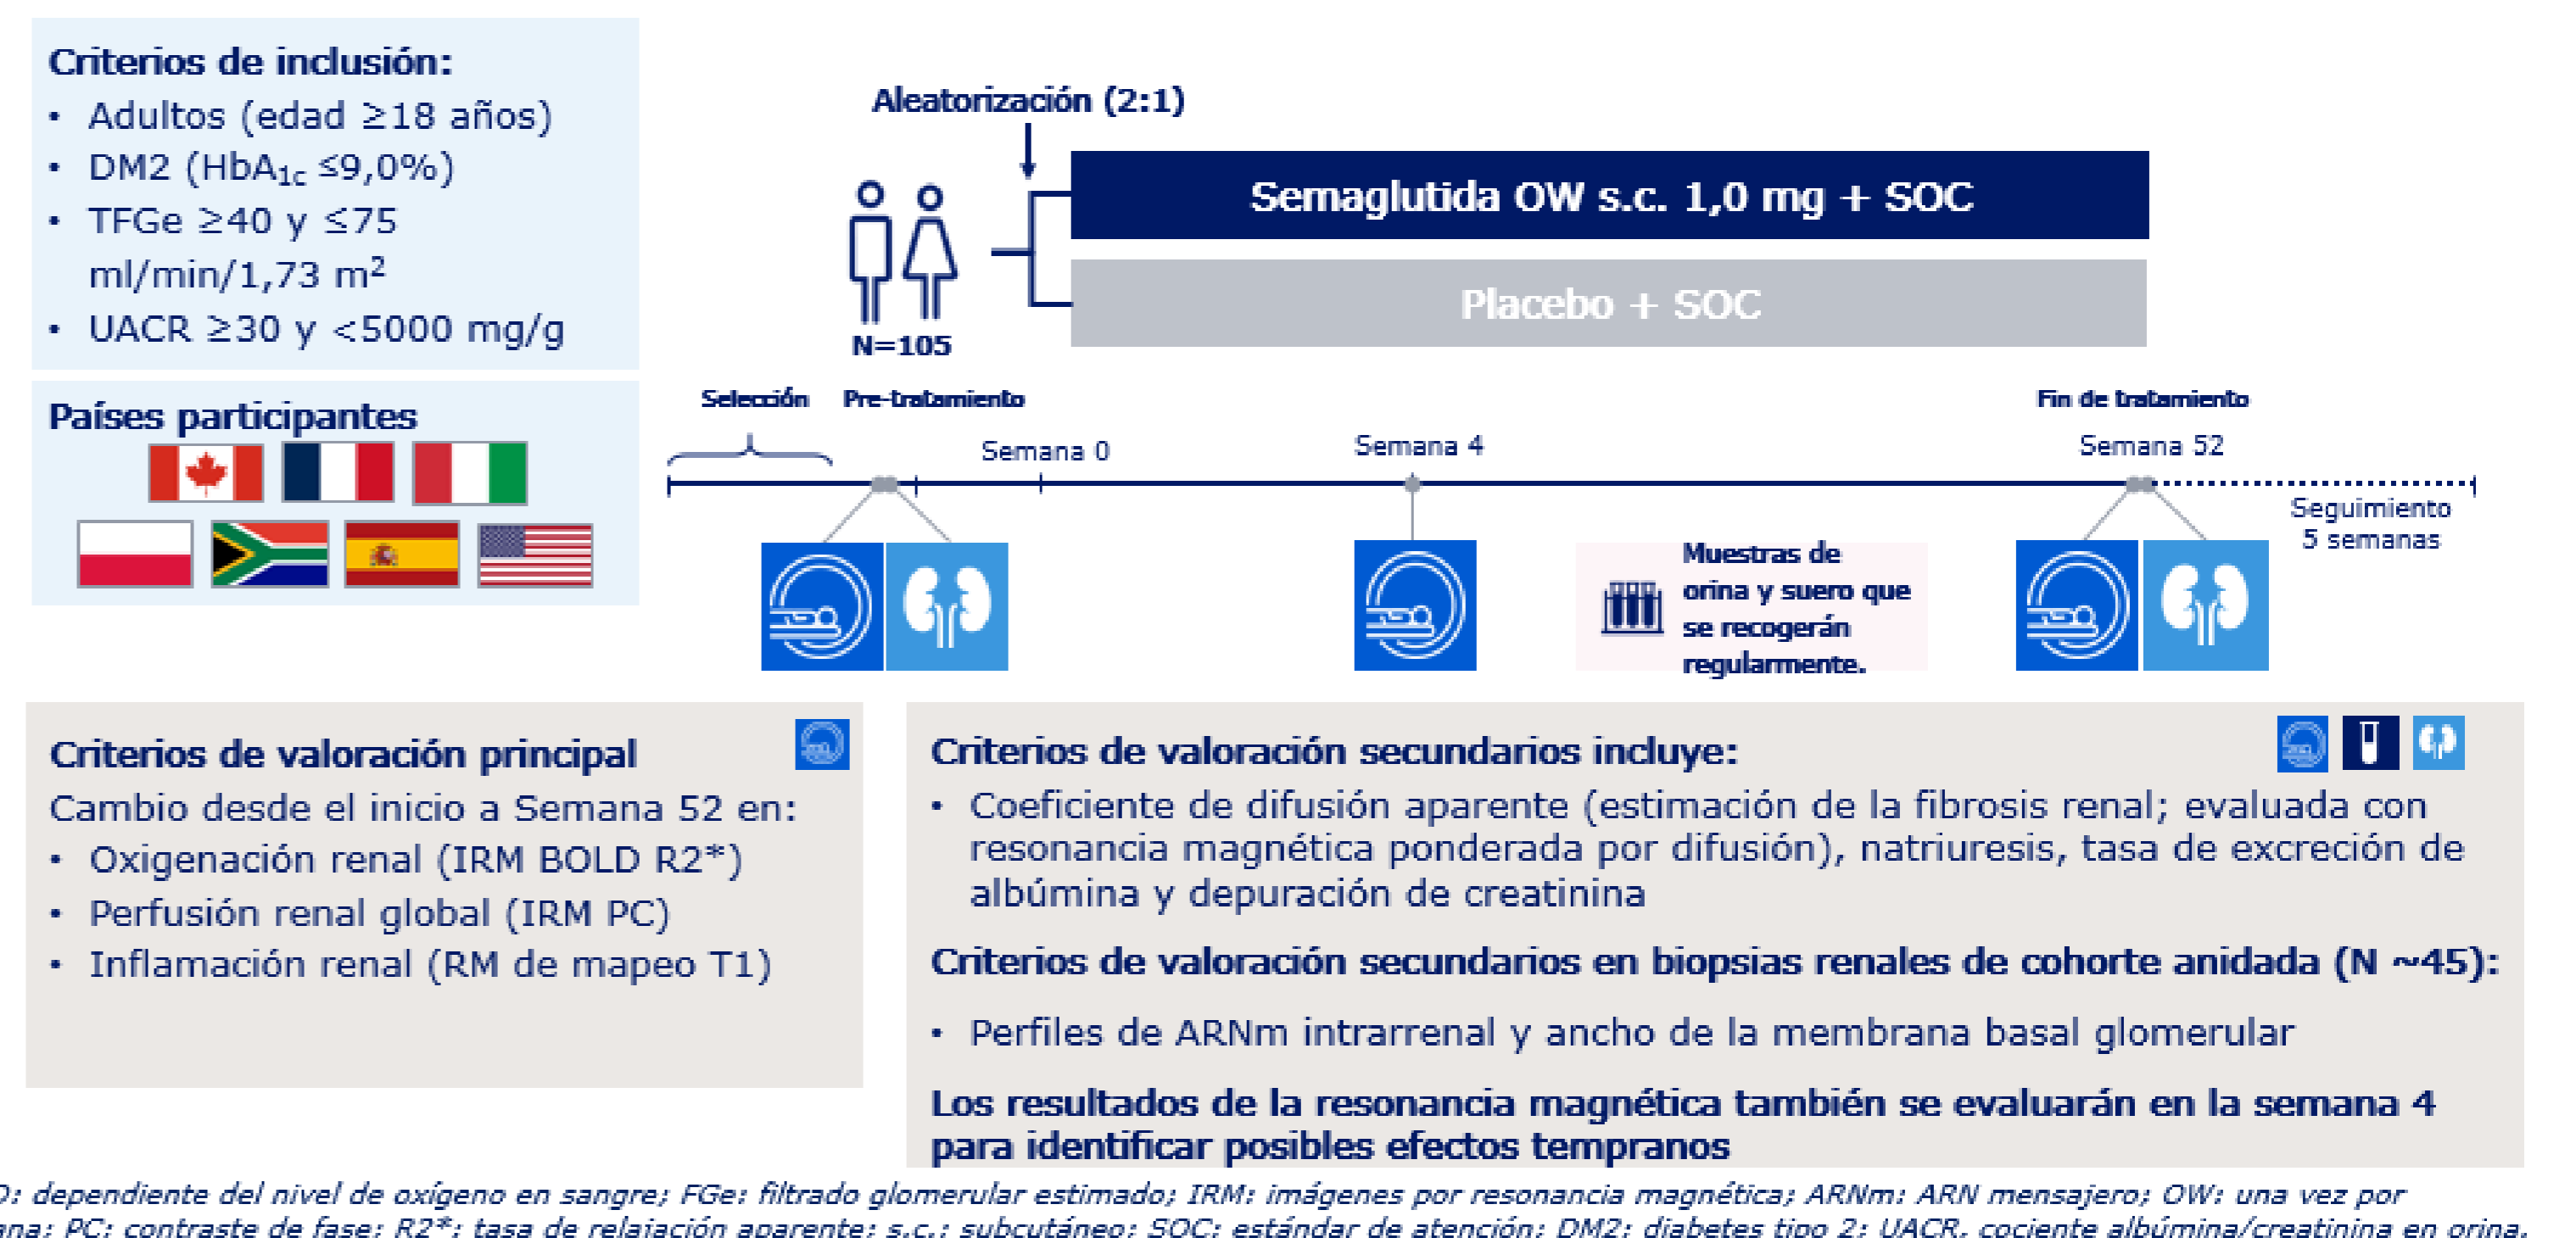 Criterios de inclusión:
• Adultos (edad ≥18 años)
• DM2 (HbA1c ≤9,0%)
• TFGe ≥40 y ≤75
ml/min/1,73 m²
• UACR ≥30 y <5000 mg/g
Países participantes
Aleatorización (2:1)
Semaglutida OW s.c. 1,0 mg + SOC
Placebo + SOC
N=105
Selección
Pre-tratamiento
Fin de tratamiento
Semana 0
Semana 4
Semana 52
Seguimiento
5 semanas
Muestras de
orina y suero que
se recogerán
regularmente.
Criterios de valoración principal
Cambio desde el inicio a Semana 52 en:
• Oxigenación renal (IRM BOLD R2*)
• Perfusión renal global (IRM PC)
• Inflamación renal (RM de mapeo T1)
Criterios de valoración secundarios incluye:
• Coeficiente de difusión aparente (estimación de la fibrosis renal; evaluada con
resonancia magnética ponderada por difusión), natriuresis, tasa de excreción de
albúmina y depuración de creatinina
Criterios de valoración secundarios en biopsias renales de cohorte anidada (N ~45):
• Perfiles de ARNm intrarrenal y ancho de la membrana basal glomerular
Los resultados de la resonancia magnética también se evaluarán en la semana 4
para identificar posibles efectos tempranos
: dependiente del nivel de oxígeno en sangre; FGe: filtrado glomerular estimado; IRM: imágenes por resonancia magnética; ARNm: ARN mensajero; OW: una vez por
ana; PC: contraste de fase; R2*: tasa de relajación aparente; s.c.: subcutáneo; SOC: estándar de atención; DM2: diabetes tipo 2; UACR, cociente albúmina/creatinina en orina.